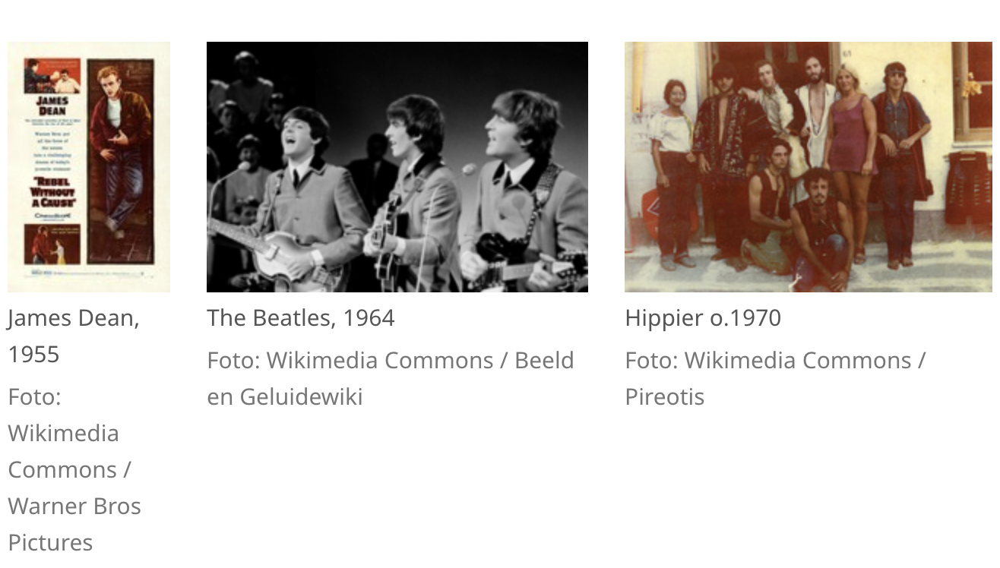 JAMES
DEAN
"REBEL
WITHOUT
A CAUSE"
CinemaScope
James Dean,
1955
Foto:
Wikimedia
Commons /
Warner Bros
Pictures
The Beatles, 1964
Foto: Wikimedia Commons / Beeld
en Geluidewiki
Hippier o.1970
Foto: Wikimedia Commons /
Pireotis